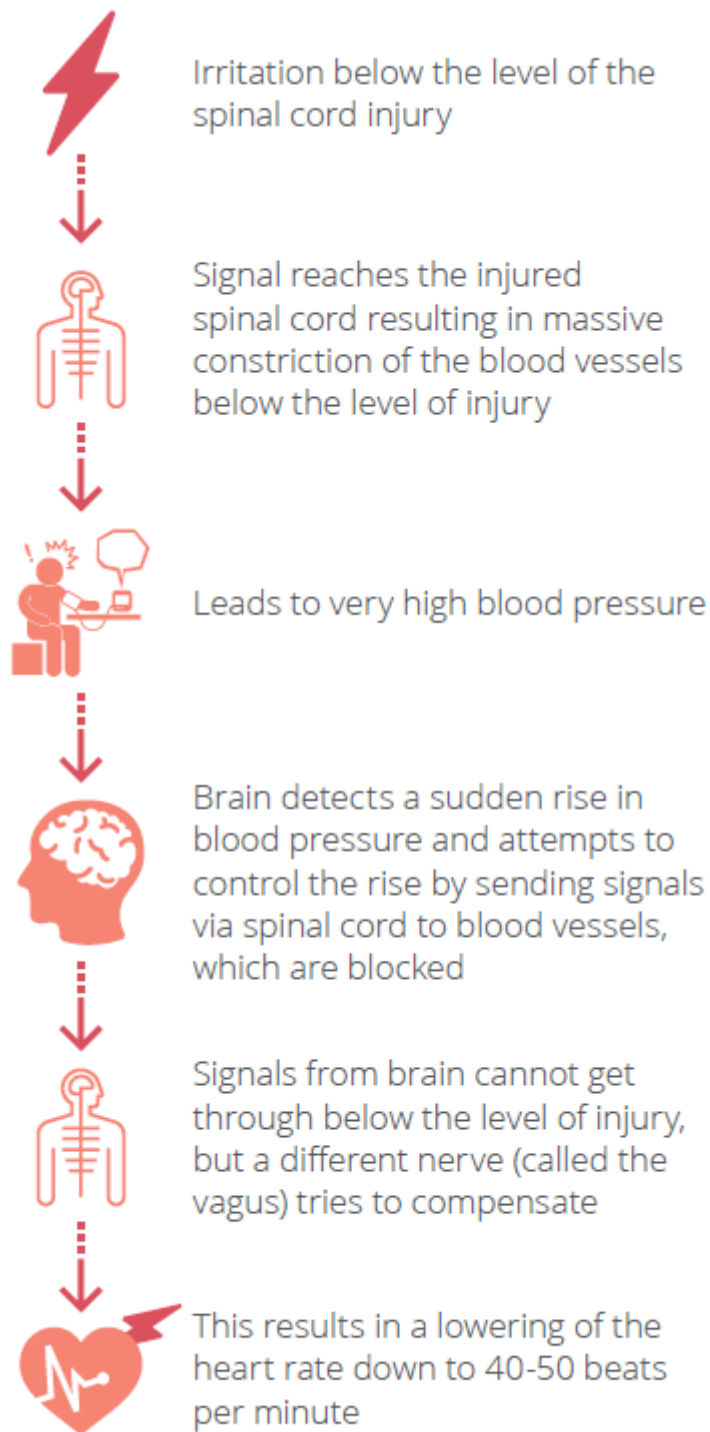 Irritation below the level of the
spinal cord injury
Signal reaches the injured
spinal cord resulting in massive
constriction of the blood vessels
below the level of injury
Leads to very high blood pressure
Brain detects a sudden rise in
blood pressure and attempts to
control the rise by sending signals
via spinal cord to blood vessels,
which are blocked
Signals from brain cannot get
through below the level of injury,
but a different nerve (called the
vagus) tries to compensate
This results in a lowering of the
heart rate down to 40-50 beats
per minute